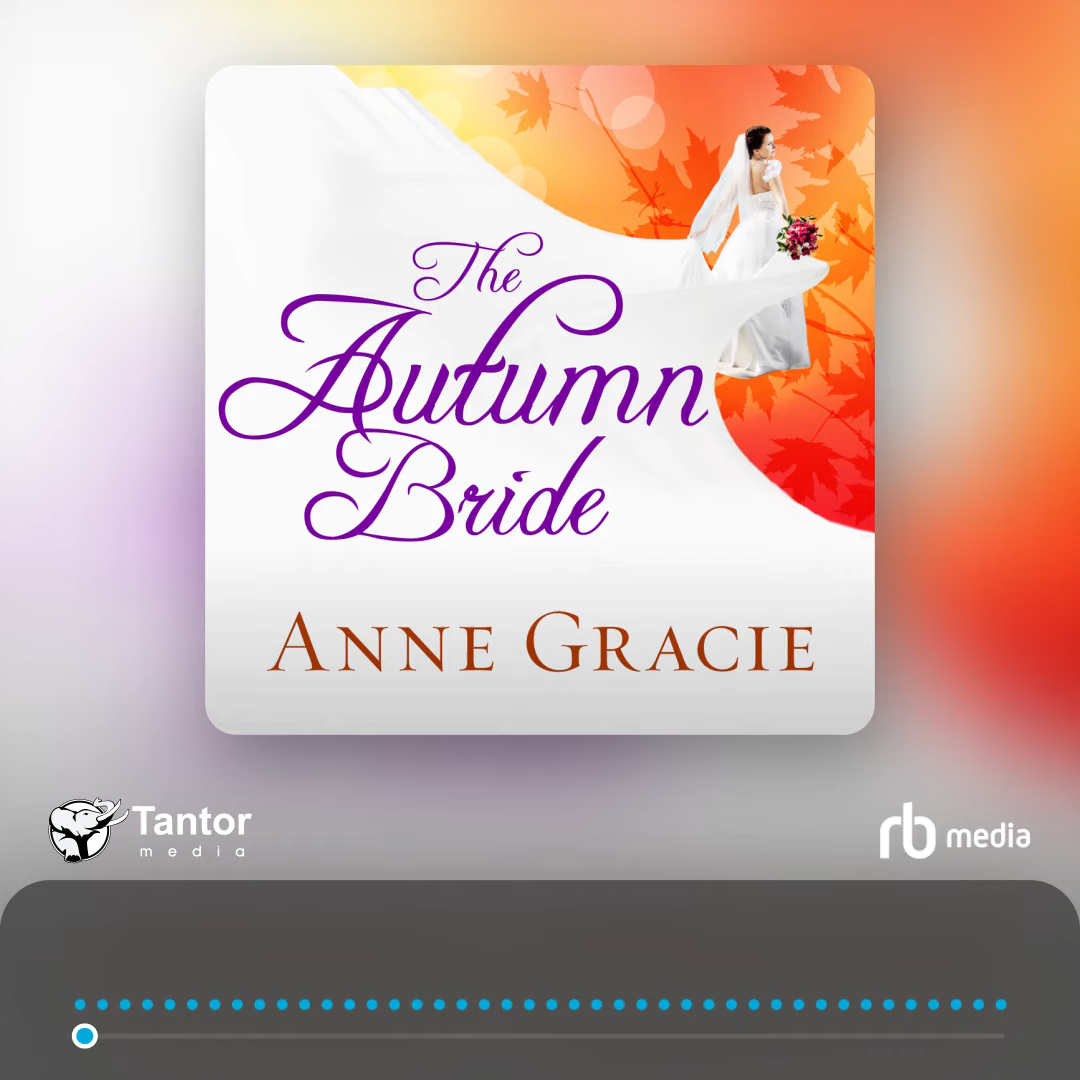 The
Autumn
Bride
ANNE GRACIE
Tantor
media
rb media